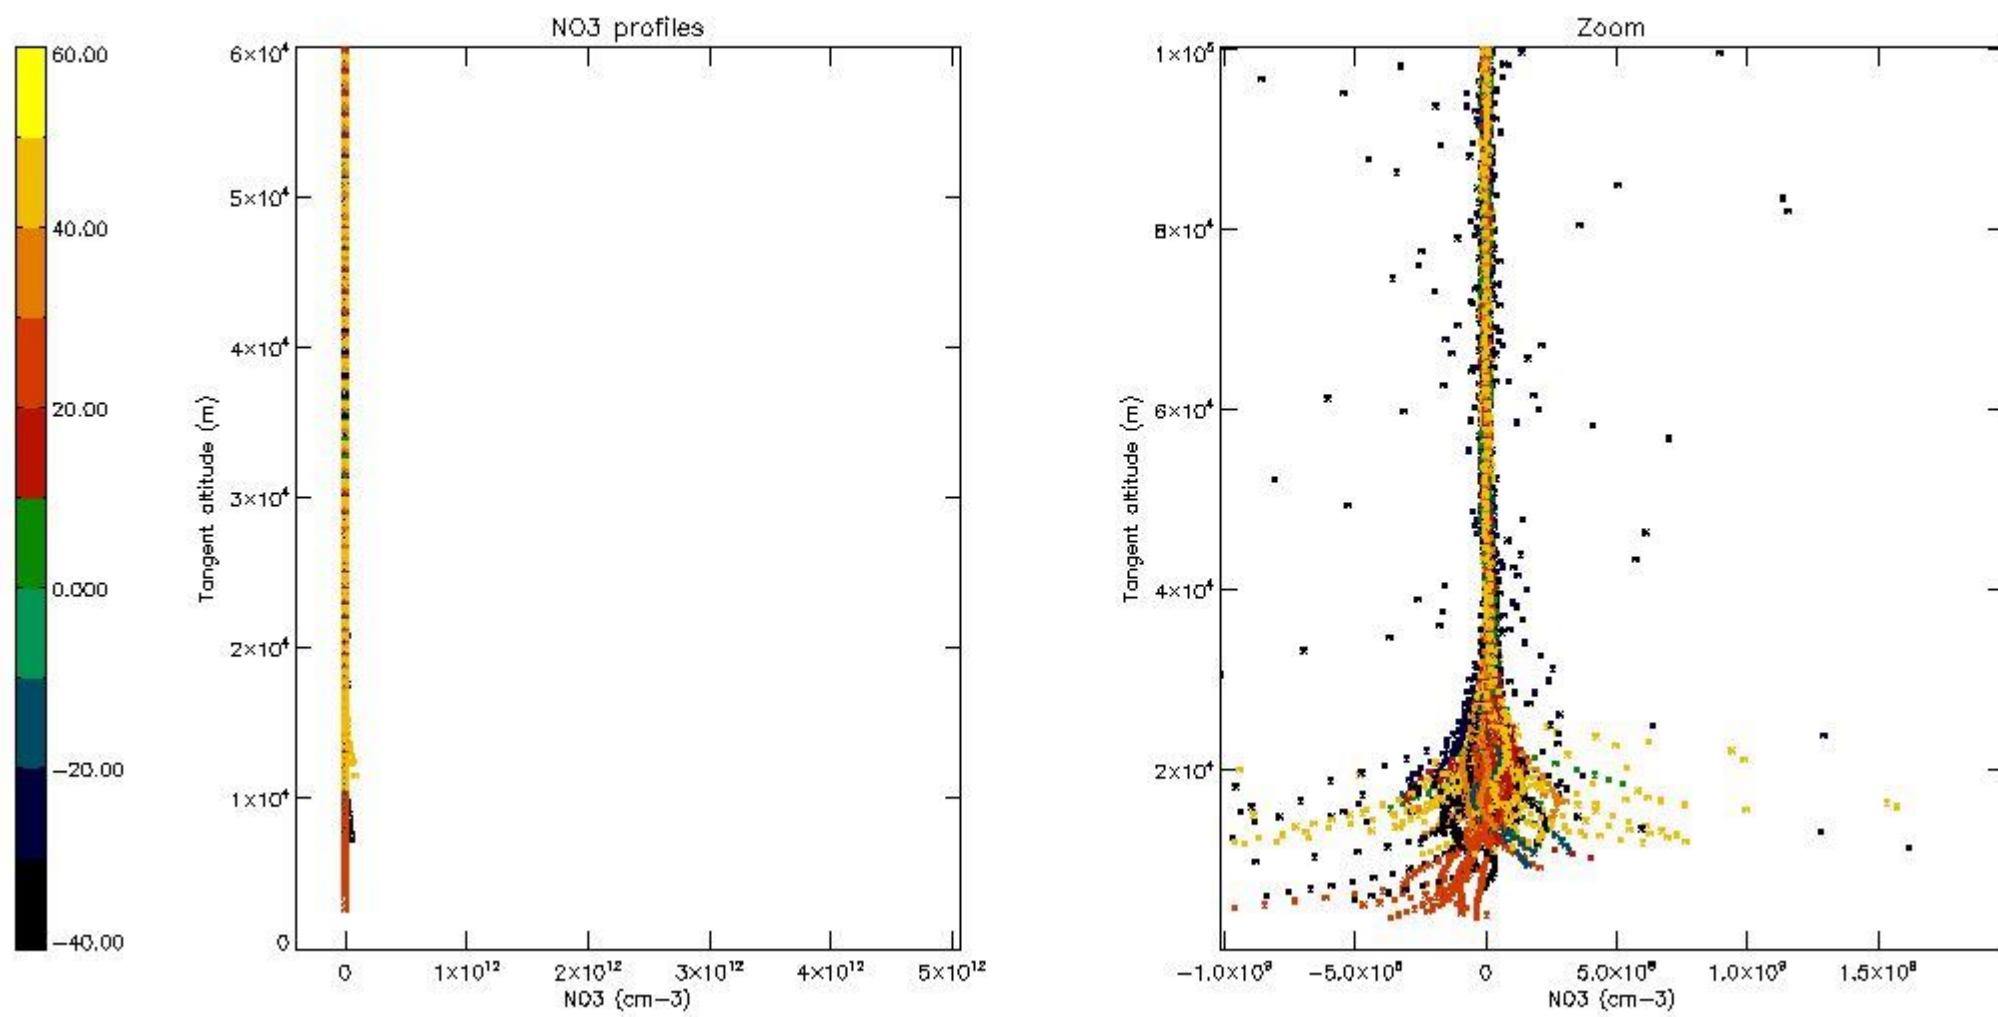 NO3 profiles
60.00
40.00
20.00
0.000
-20.00
-40.00
6×10⁴
5×10⁴
4×10⁴
3×10⁴
2×10⁴
1×10⁴
0
Tangent altitude (m)
0 1×10¹² 2×10¹² 3×10¹² 4×10¹² 5×10¹²
NO3 (cm-3)
Zoom
1×10⁵
8×10⁴
6×10⁴
4×10⁴
2×10⁴
Tangent altitude (m)
-1.0×10⁹ -5.0×10⁸ 0 5.0×10⁸ 1.0×10⁹ 1.5×10⁹
NO3 (cm-3)